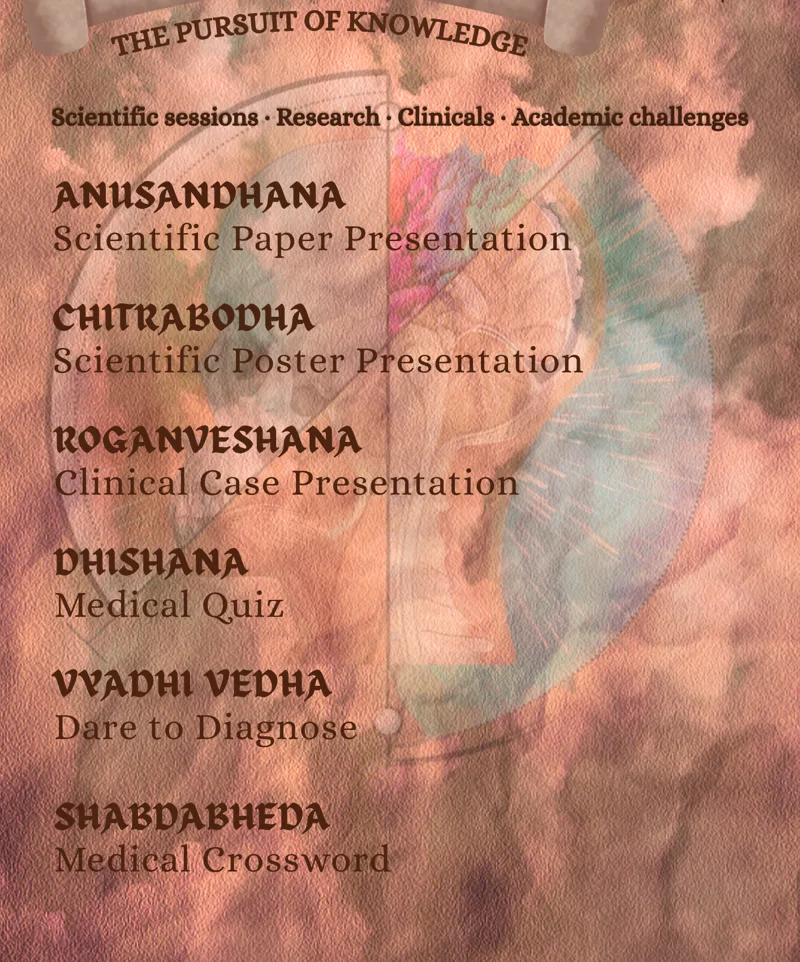 THE PURSUIT OF KNOWLEDGE
Scientific sessions · Research · Clinicals · Academic challenges
ANUSANDHANA
Scientific Paper Presentation
CHITRABODHA
Scientific Poster Presentation
ROGANVESHANA
Clinical Case Presentation
DHISHANA
Medical Quiz
VYADHI VEDHA
Dare to Diagnose
SHABDABHEDA
Medical Crossword